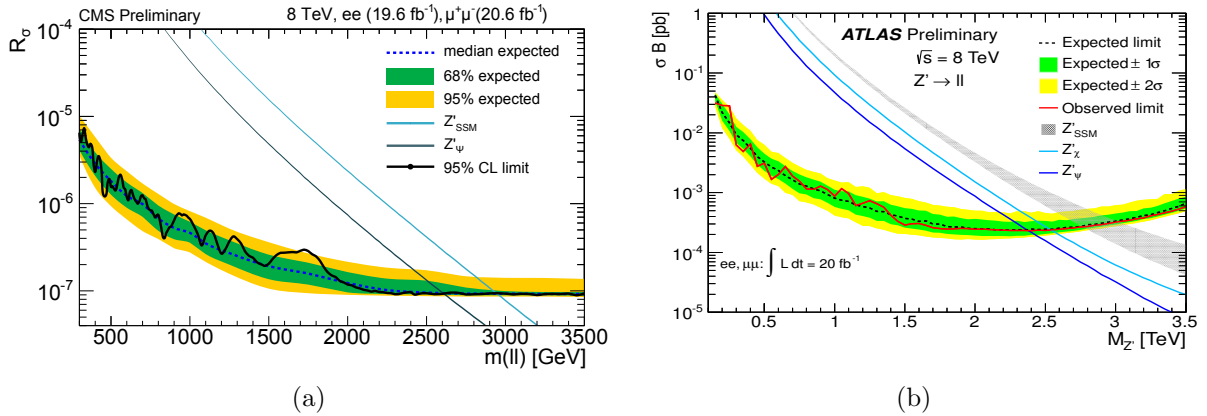 CMS Preliminary
8 TeV, ee (19.6 fb⁻¹), μ⁺μ⁻(20.6 fb⁻¹)
R_σ
10⁻⁴
10⁻⁵
10⁻⁶
10⁻⁷
median expected
68% expected
95% expected
Z'_SSM
Z'_Ψ
95% CL limit
500 1000 1500 2000 2500 3000 3500
m(ll) [GeV]
(a)
σ B [pb]
1
10⁻¹
10⁻²
10⁻³
10⁻⁴
10⁻⁵
ATLAS Preliminary
√s = 8 TeV
Z' → ll
Expected limit
Expected ± 1σ
Expected ± 2σ
Observed limit
Z'_SSM
Z'_χ
Z'_ψ
ee, μμ: ∫ L dt = 20 fb⁻¹
0.5 1 1.5 2 2.5 3 3.5
M_Z' [TeV]
(b)